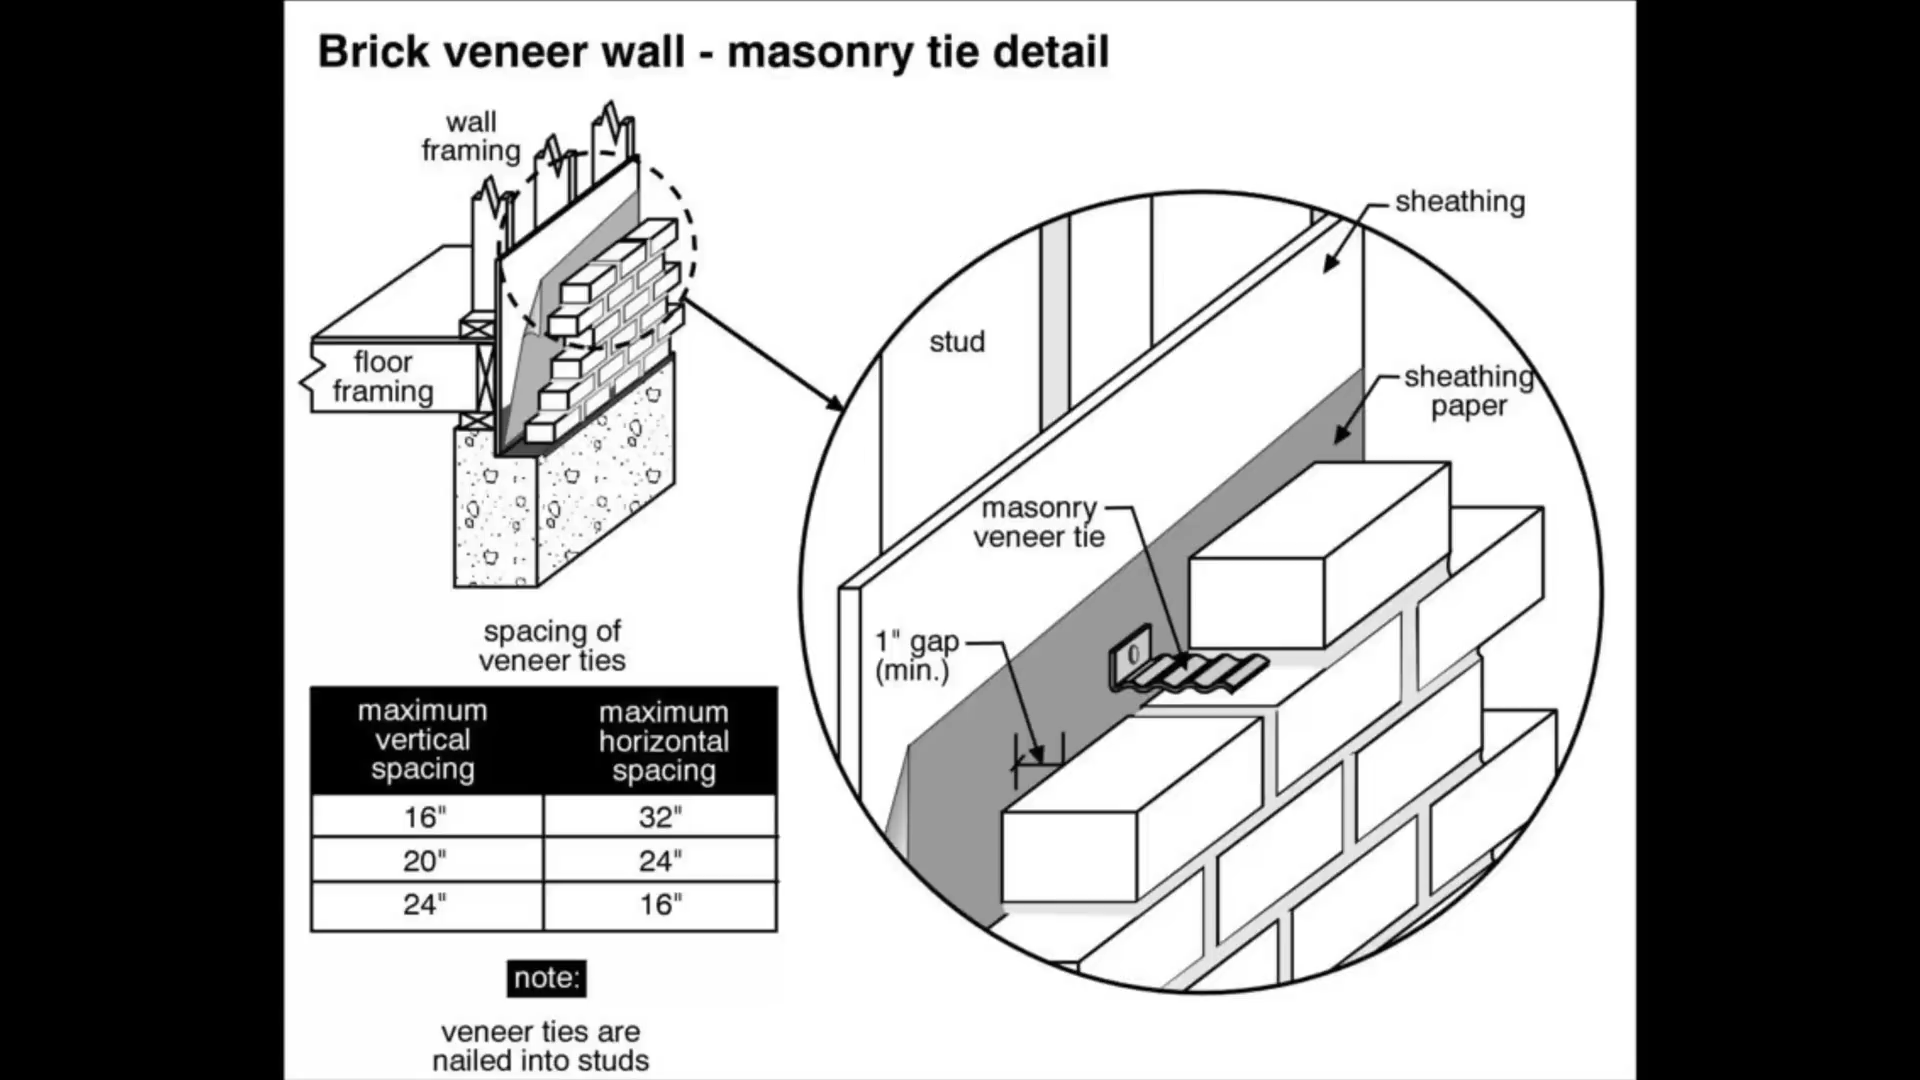 Brick veneer wall - masonry tie detail
wall
framing
floor
framing
sheathing
stud
sheathing
paper
masonry
veneer tie
1" gap
(min.)
spacing of
veneer ties
maximum
vertical
spacing
maximum
horizontal
spacing
16" 32"
20" 24"
24" 16"
note:
veneer ties are
nailed into studs